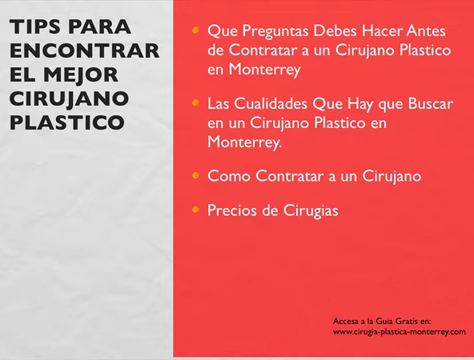 TIPS PARA
ENCONTRAR
EL MEJOR
CIRUJANO
PLASTICO
Que Preguntas Debes Hacer Antes
de Contratar a un Cirujano Plastico
en Monterrey
Las Cualidades Que Hay que Buscar
en un Cirujano Plastico en
Monterrey.
Como Contratar a un Cirujano
Precios de Cirugias
Accesa a la Guia Gratis en:
www.cirugia-plastica-monterrey.com